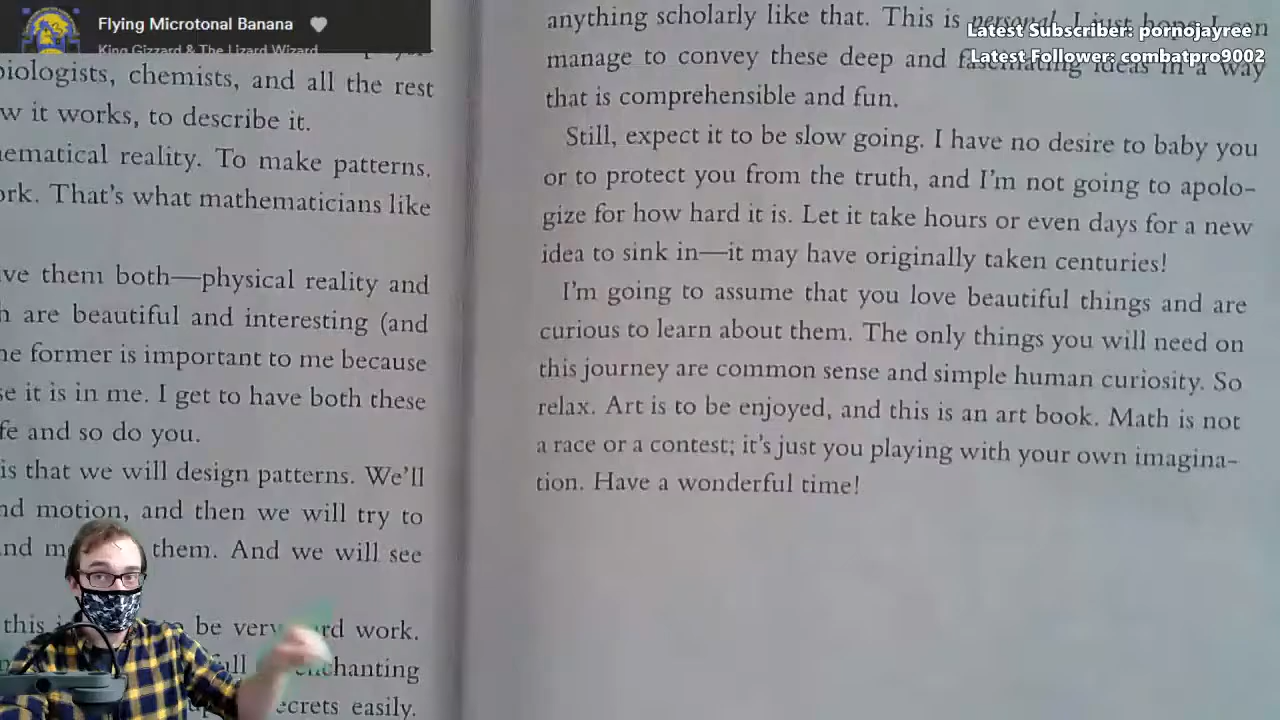 Flying Microtonal Banana
King Gizzard & The Lizard Wizard
Latest Subscriber: pornojayree
Latest Follower: combatpro9002
biologists, chemists, and all the rest
w it works, to describe it.
ematical reality. To make patterns.
ork. That's what mathematicians like
ve them both—physical reality and
h are beautiful and interesting (and
he former is important to me because
se it is in me. I get to have both these
fe and so do you.
is that we will design patterns. We'll
nd motion, and then we will try to
nd them. And we will see
this be very work.
enchanting
ecrets easily.
anything scholarly like that. This is personal. I just hope I can
manage to convey these deep and fascinating ideas in a way
that is comprehensible and fun.
Still, expect it to be slow going. I have no desire to baby you
or to protect you from the truth, and I'm not going to apolo-
gize for how hard it is. Let it take hours or even days for a new
idea to sink in—it may have originally taken centuries!
I'm going to assume that you love beautiful things and are
curious to learn about them. The only things you will need on
this journey are common sense and simple human curiosity. So
relax. Art is to be enjoyed, and this is an art book. Math is not
a race or a contest; it's just you playing with your own imagina-
tion. Have a wonderful time!